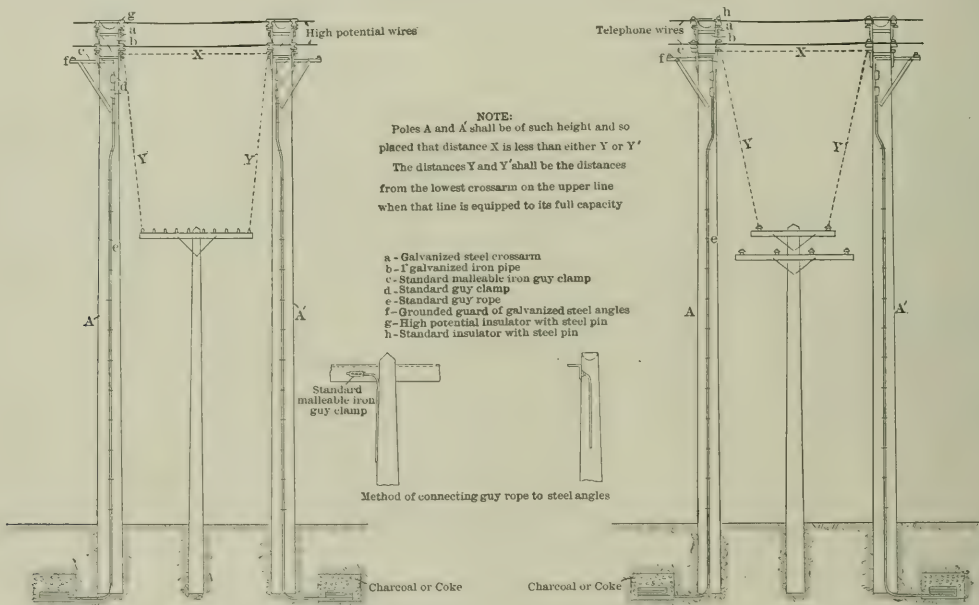 g
a
b
c
f
d
X
High potential wires
Y
Y'
e
A
A'
h
Telephone wires
a
b
c
f
X
Y
Y'
e
A
A'
NOTE:
Poles A and A' shall be of such height and so
placed that distance X is less than either Y or Y'
The distances Y and Y' shall be the distances
from the lowest crossarm on the upper line
when that line is equipped to its full capacity
a - Galvanized steel crossarm
b - 1" galvanized iron pipe
c - Standard malleable iron guy clamp
d - Standard guy clamp
e - Standard guy rope
f - Grounded guard of galvanized steel angles
g - High potential insulator with steel pin
h - Standard insulator with steel pin
Standard
malleable iron
guy clamp
Method of connecting guy rope to steel angles
Charcoal or Coke
Charcoal or Coke